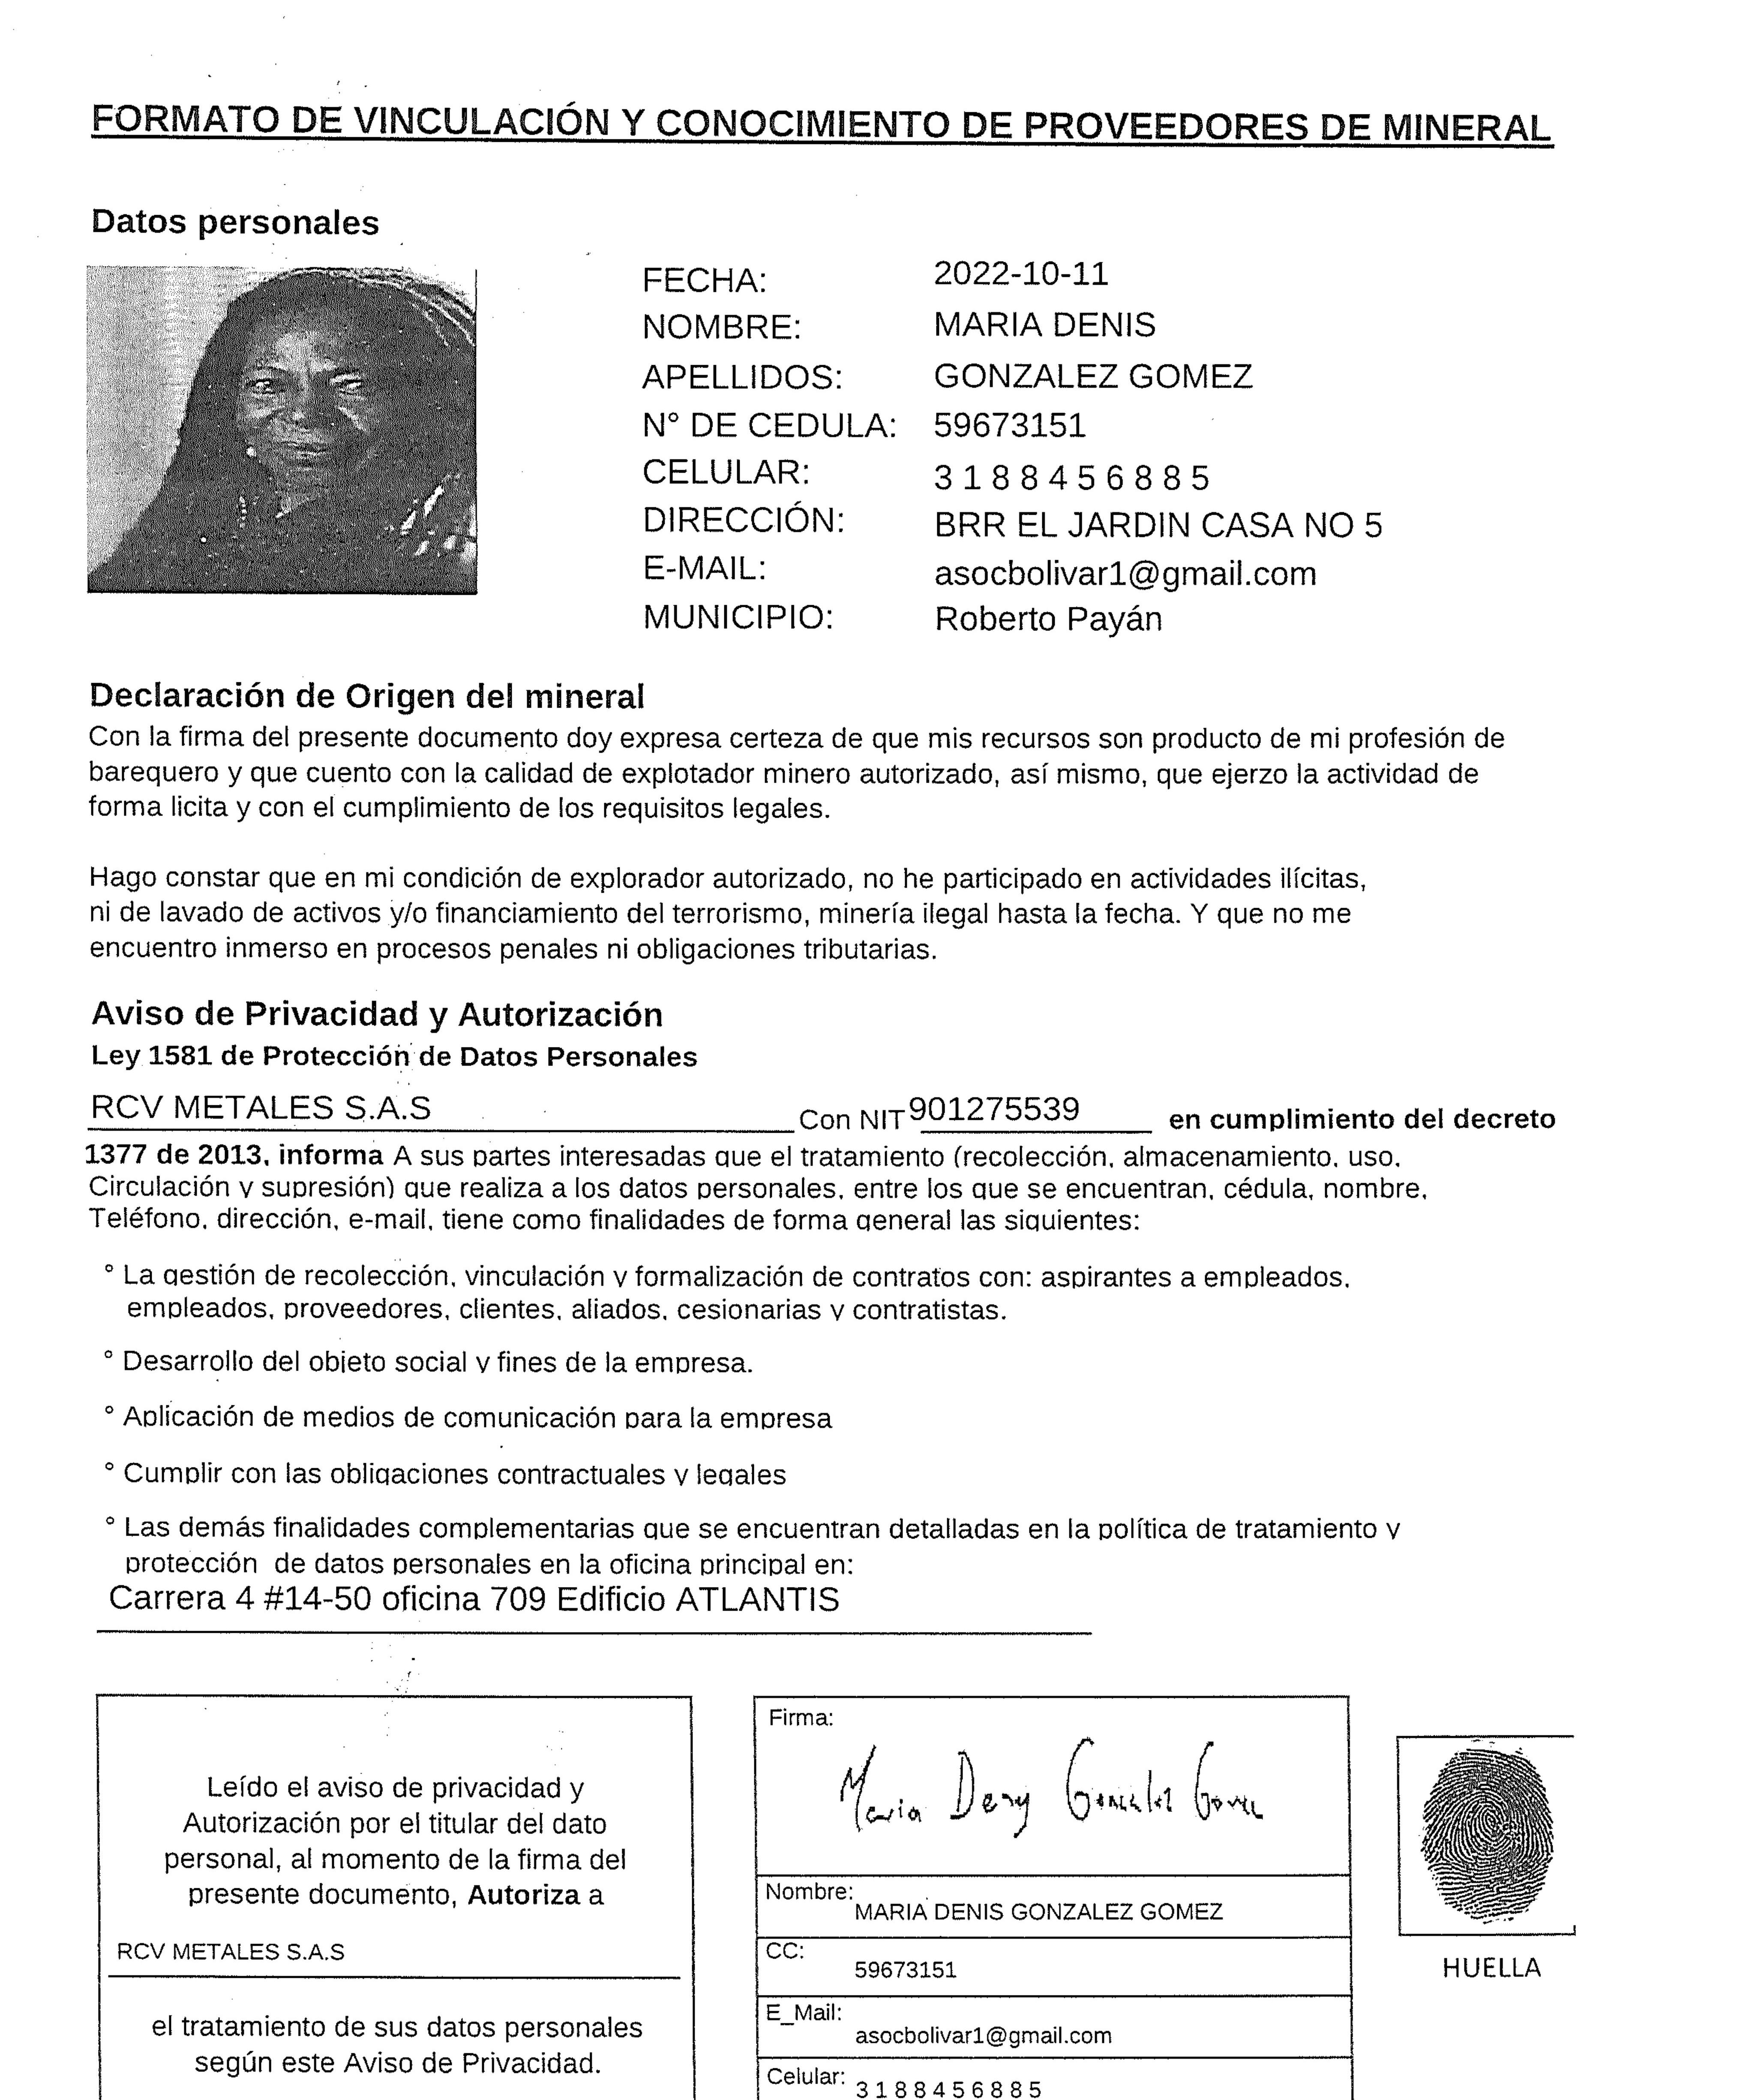 FORMATO DE VINCULACIÓN Y CONOCIMIENTO DE PROVEEDORES DE MINERAL
Datos personales
FECHA: 2022-10-11
NOMBRE: MARIA DENIS
APELLIDOS: GONZALEZ GOMEZ
N° DE CEDULA: 59673151
CELULAR: 3 1 8 8 4 5 6 8 8 5
DIRECCIÓN: BRR EL JARDIN CASA NO 5
E-MAIL: asocbolivar1@gmail.com
MUNICIPIO: Roberto Payán
Declaración de Origen del mineral
Con la firma del presente documento doy expresa certeza de que mis recursos son producto de mi profesión de
barequero y que cuento con la calidad de explotador minero autorizado, así mismo, que ejerzo la actividad de
forma licita y con el cumplimiento de los requisitos legales.
Hago constar que en mi condición de explorador autorizado, no he participado en actividades ilícitas,
ni de lavado de activos y/o financiamiento del terrorismo, minería ilegal hasta la fecha. Y que no me
encuentro inmerso en procesos penales ni obligaciones tributarias.
Aviso de Privacidad y Autorización
Ley 1581 de Protección de Datos Personales
RCV METALES S.A.S Con NIT 901275539 en cumplimiento del decreto
1377 de 2013, informa A sus partes interesadas que el tratamiento (recolección, almacenamiento, uso,
Circulación y supresión) que realiza a los datos personales, entre los que se encuentran, cédula, nombre,
Teléfono, dirección, e-mail, tiene como finalidades de forma general las siguientes:
° La gestión de recolección, vinculación y formalización de contratos con: aspirantes a empleados,
empleados, proveedores, clientes, aliados, cesionarias y contratistas.
° Desarrollo del objeto social y fines de la empresa.
° Aplicación de medios de comunicación para la empresa
° Cumplir con las obligaciones contractuales y legales
° Las demás finalidades complementarias que se encuentran detalladas en la política de tratamiento y
protección de datos personales en la oficina principal en:
Carrera 4 #14-50 oficina 709 Edificio ATLANTIS
Leído el aviso de privacidad y
Autorización por el titular del dato
personal, al momento de la firma del
presente documento, Autoriza a
RCV METALES S.A.S
el tratamiento de sus datos personales
según este Aviso de Privacidad.
Firma:
Maria Deny Gonzalez Gomez
Nombre:
MARIA DENIS GONZALEZ GOMEZ
CC:
59673151
E_Mail:
asocbolivar1@gmail.com
Celular: 3 1 8 8 4 5 6 8 8 5
HUELLA